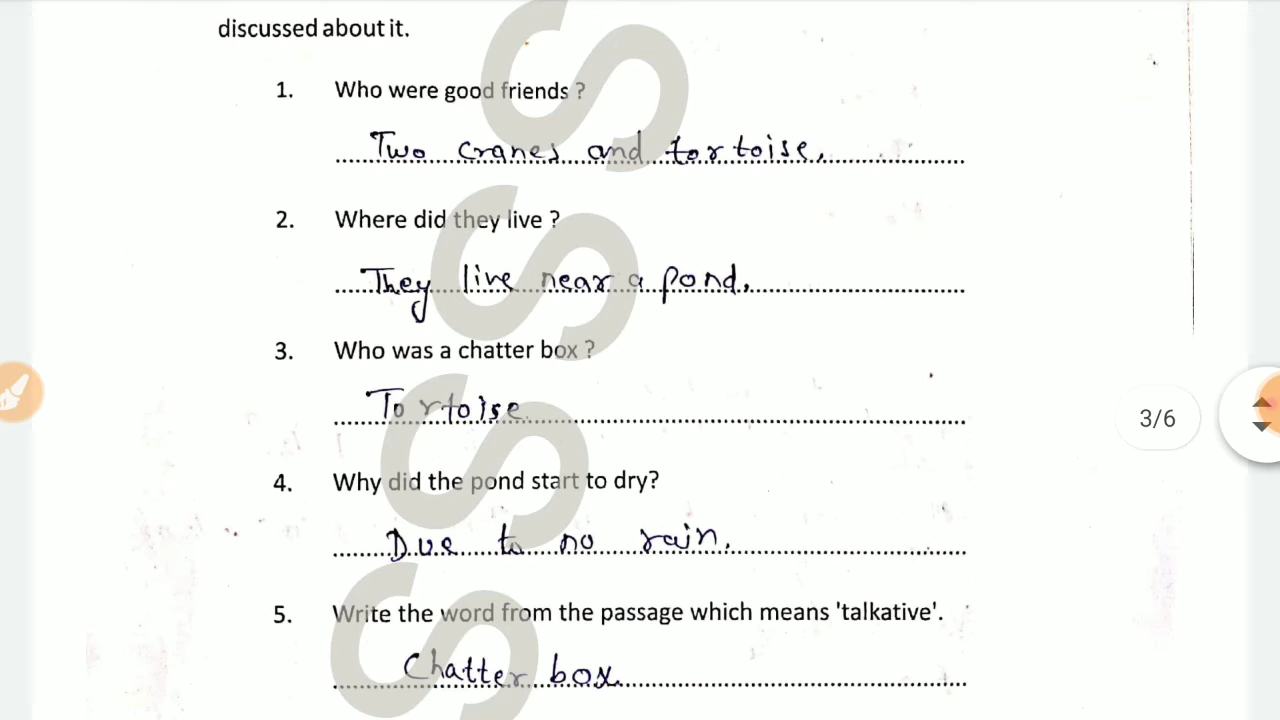 discussed about it.
1. Who were good friends ?
Two cranes and tortoise.
2. Where did they live ?
They live near a pond.
3. Who was a chatter box ?
Tortoise
3/6
4. Why did the pond start to dry?
Due to no rain.
5. Write the word from the passage which means 'talkative'.
Chatter box.
SSSS